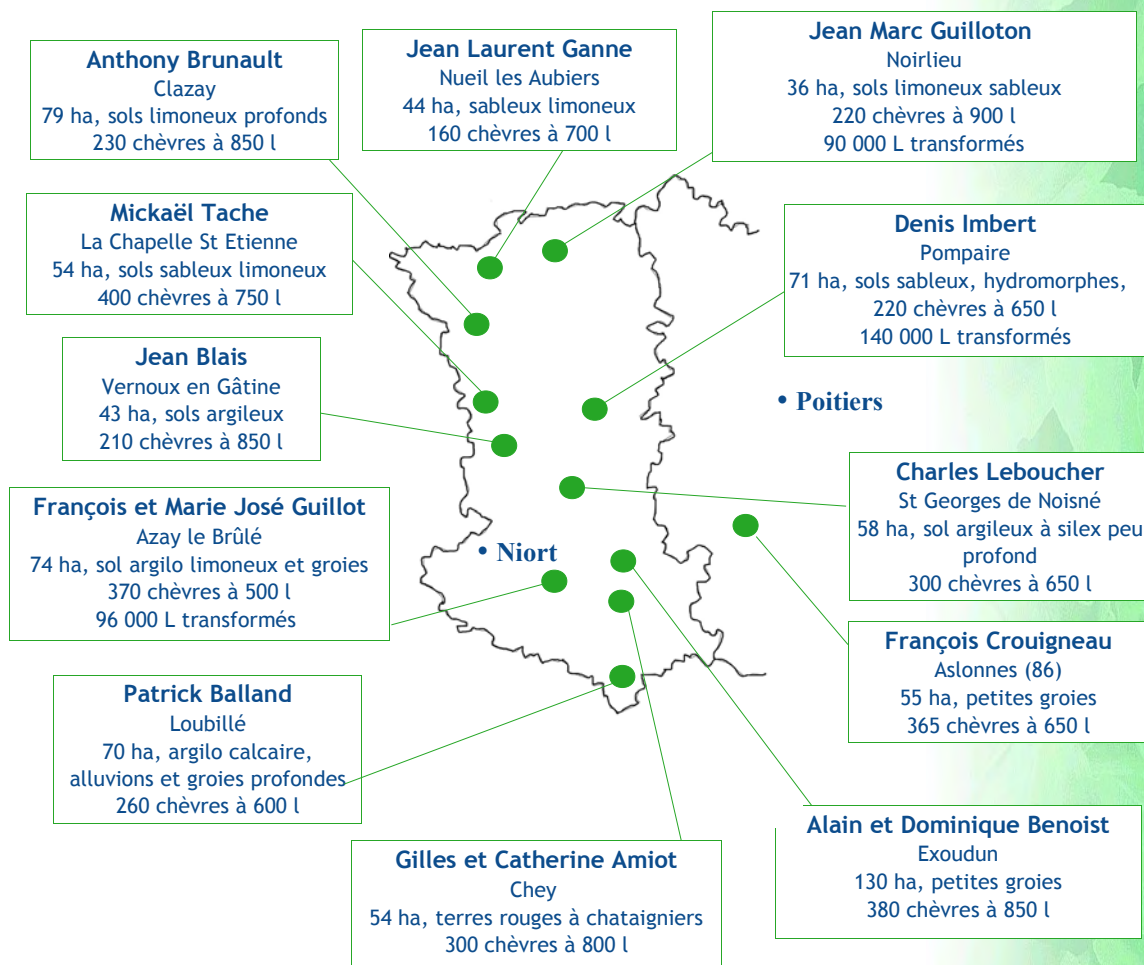 Anthony Brunault
Clazay
79 ha, sols limoneux profonds
230 chèvres à 850 l
Jean Laurent Ganne
Nueil les Aubiers
44 ha, sableux limoneux
160 chèvres à 700 l
Jean Marc Guilloton
Noirlieu
36 ha, sols limoneux sableux
220 chèvres à 900 l
90 000 L transformés
Mickaël Tache
La Chapelle St Etienne
54 ha, sols sableux limoneux
400 chèvres à 750 l
Denis Imbert
Pompaire
71 ha, sols sableux, hydromorphes,
220 chèvres à 650 l
140 000 L transformés
Jean Blais
Vernoux en Gâtine
43 ha, sols argileux
210 chèvres à 850 l
• Poitiers
Charles Leboucher
St Georges de Noisné
58 ha, sol argileux à silex peu
profond
300 chèvres à 650 l
François et Marie José Guillot
Azay le Brûlé
74 ha, sol argilo limoneux et groies
370 chèvres à 500 l
96 000 L transformés
• Niort
François Crouigneau
Aslonnes (86)
55 ha, petites groies
365 chèvres à 650 l
Patrick Balland
Loubillé
70 ha, argilo calcaire,
alluvions et groies profondes
260 chèvres à 600 l
Alain et Dominique Benoist
Exoudun
130 ha, petites groies
380 chèvres à 850 l
Gilles et Catherine Amiot
Chey
54 ha, terres rouges à chataigniers
300 chèvres à 800 l